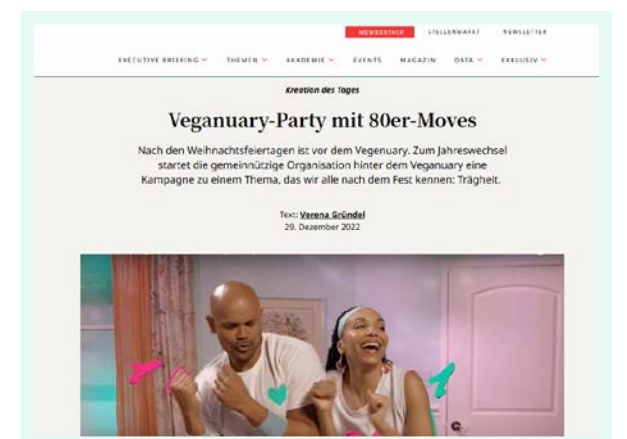 MEMBERSHIP STELLENMARKT NEWSLETTER
EXECUTIVE BRIEFING THEMEN AKADEMIE EVENTS MAGAZIN DATA EXKLUSIV
Kreation des Tages
Veganuary-Party mit 80er-Moves
Nach den Weihnachtsfeiertagen ist vor dem Vegenuary. Zum Jahreswechsel
startet die gemeinnützige Organisation hinter dem Veganuary eine
Kampagne zu einem Thema, das wir alle nach dem Fest kennen: Trägheit.
Text: Verena Gründel
29. Dezember 2022